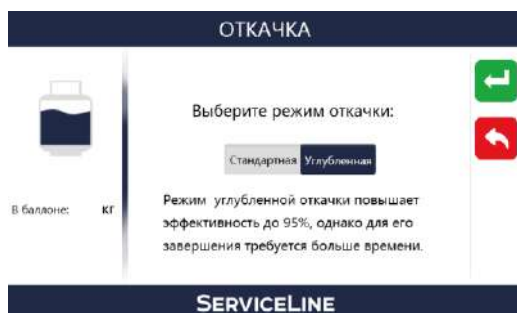 ОТКАЧКА
Выберите режим откачки:
Стандартная Углубленная
В баллоне: кг
Режим углубленной откачки повышает
эффективность до 95%, однако для его
завершения требуется больше времени.
SERVICELINE